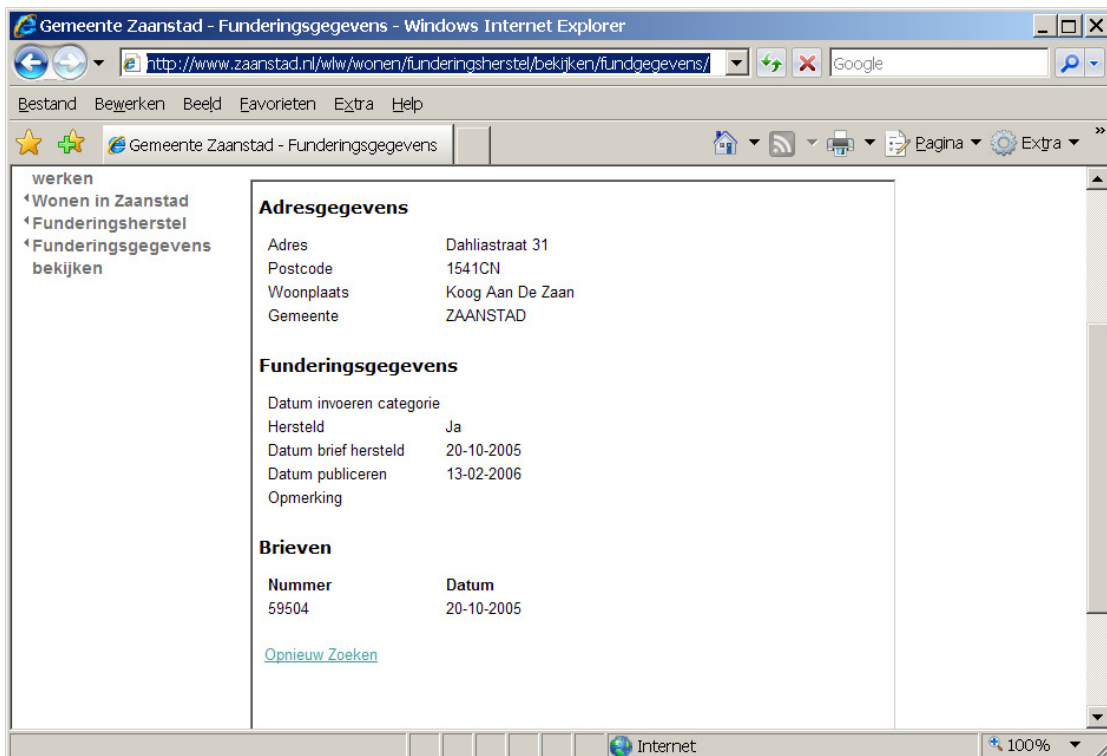 Gemeente Zaanstad - Funderingsgegevens - Windows Internet Explorer
http://www.zaanstad.nl/wlw/wonen/funderingsherstel/bekijken/fundgegevens/
Google
Bestand Bewerken Beeld Favorieten Extra Help
Gemeente Zaanstad - Funderingsgegevens
Pagina
Extra
»
werken
Wonen in Zaanstad
Funderingsherstel
Funderingsgegevens
bekijken
Adresgegevens
Adres Dahliastraat 31
Postcode 1541CN
Woonplaats Koog Aan De Zaan
Gemeente ZAANSTAD
Funderingsgegevens
Datum invoeren categorie
Hersteld Ja
Datum brief hersteld 20-10-2005
Datum publiceren 13-02-2006
Opmerking
Brieven
Nummer Datum
59504 20-10-2005
Opnieuw Zoeken
Internet
100%